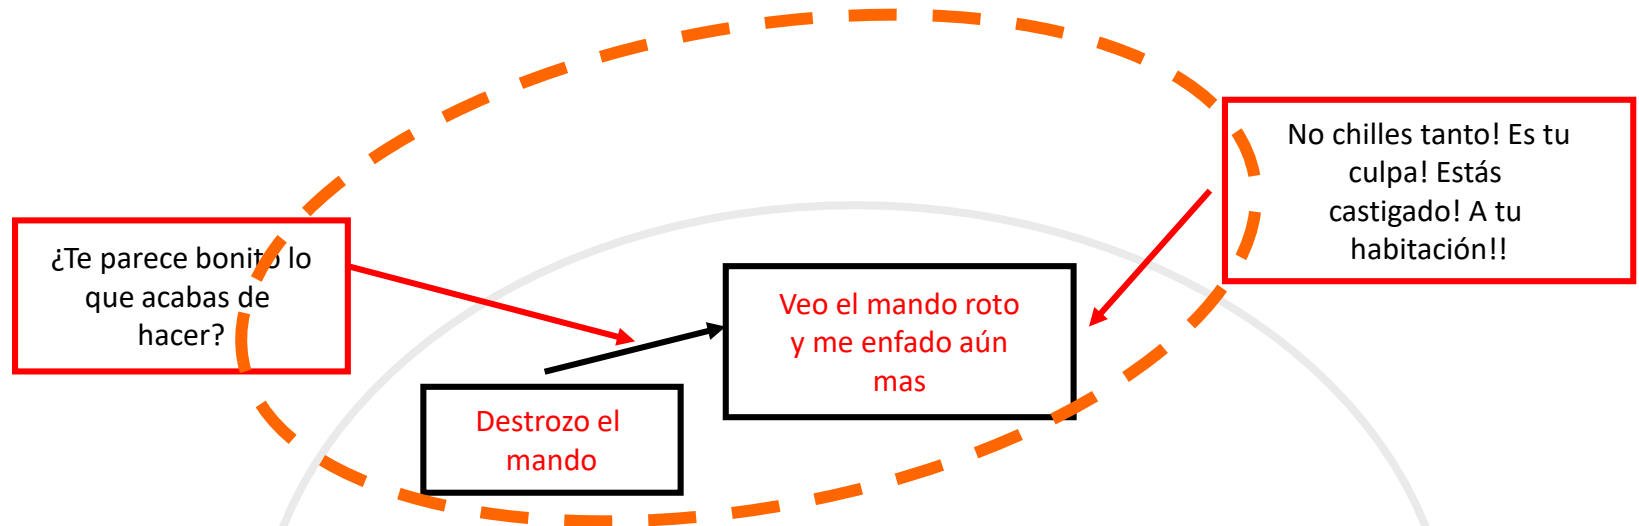 ¿Te parece bonito lo
que acabas de
hacer?
Destrozo el
mando
Veo el mando roto
y me enfado aún
mas
No chilles tanto! Es tu
culpa! Estás
castigado! A tu
habitación!!